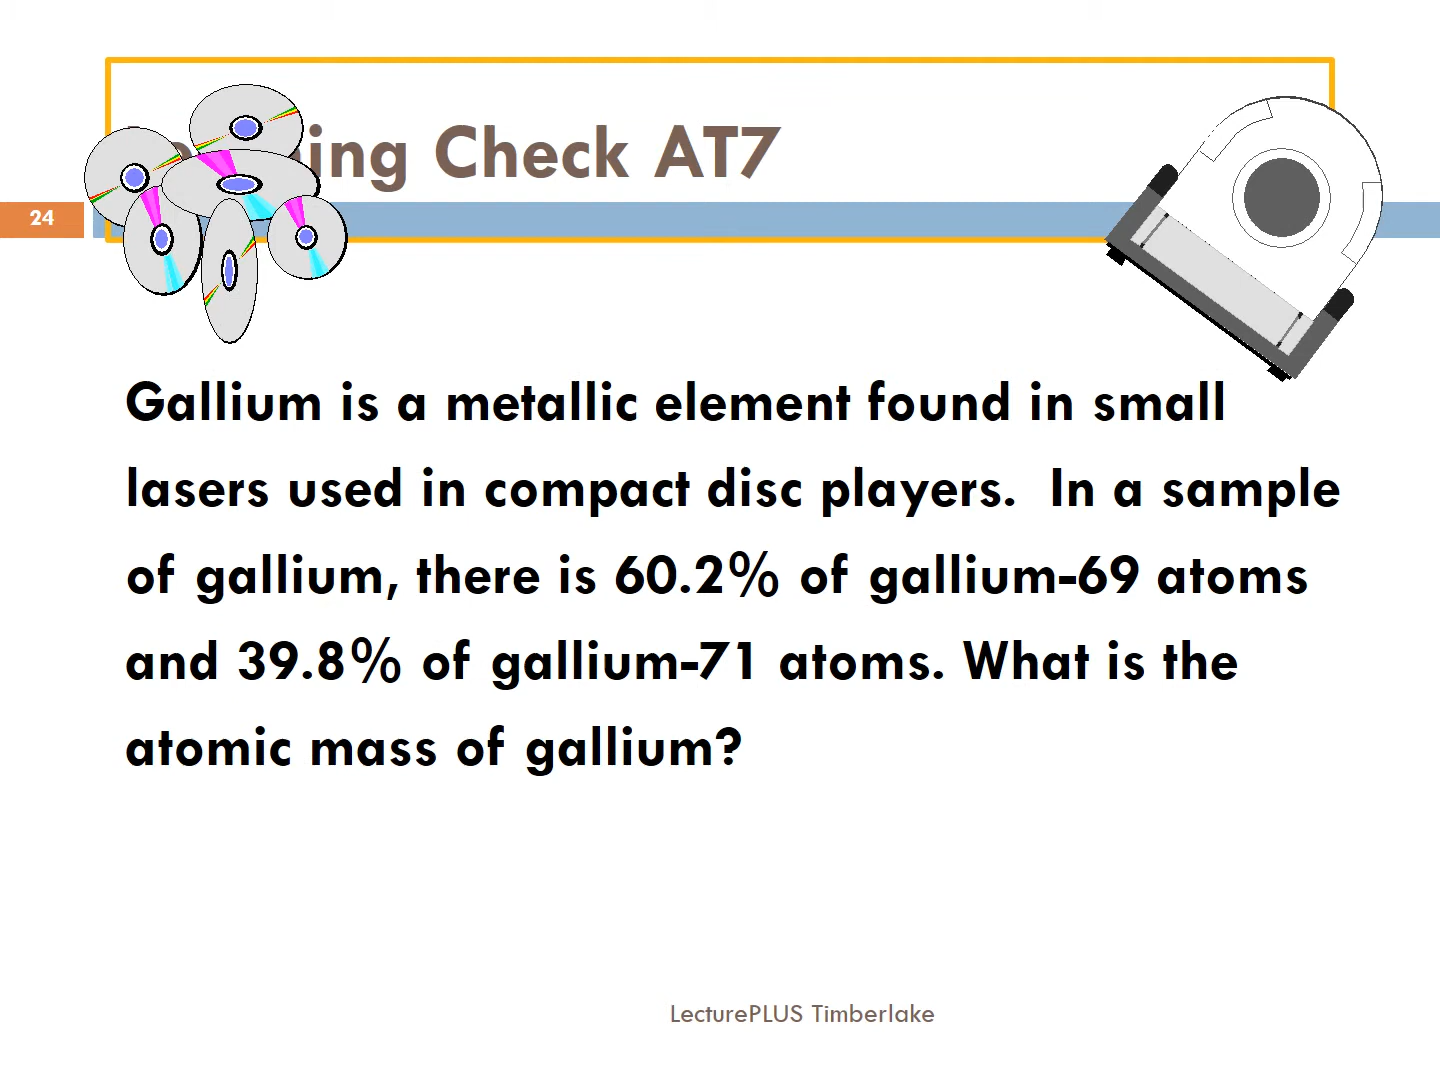 Check AT7
24
Gallium is a metallic element found in small
lasers used in compact disc players. In a sample
of gallium, there is 60.2% of gallium-69 atoms
and 39.8% of gallium-71 atoms. What is the
atomic mass of gallium?
LecturePLUS Timberlake